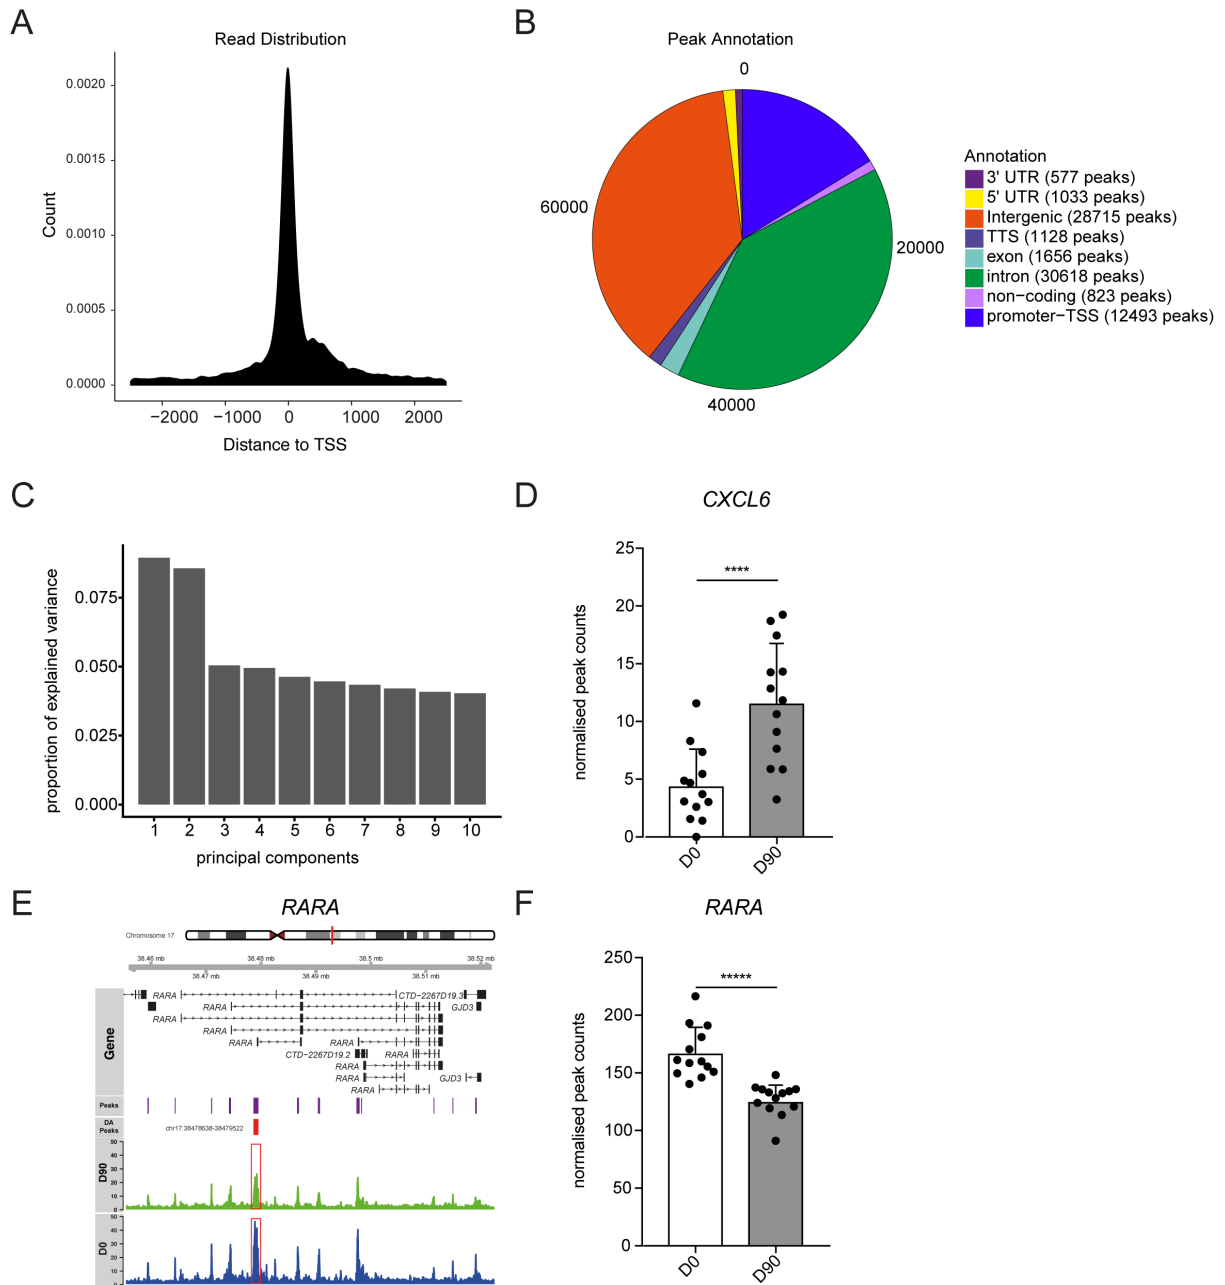 A
Read Distribution
0.0020
0.0015
0.0010
0.0005
0.0000
Count
−2000
−1000
0
1000
2000
Distance to TSS
B
Peak Annotation
0
20000
40000
60000
Annotation
3' UTR (577 peaks)
5' UTR (1033 peaks)
Intergenic (28715 peaks)
TTS (1128 peaks)
exon (1656 peaks)
intron (30618 peaks)
non−coding (823 peaks)
promoter−TSS (12493 peaks)
C
proportion of explained variance
0.075
0.050
0.025
0.000
1 2 3 4 5 6 7 8 9 10
principal components
D
CXCL6
normalised peak counts
25
20
15
10
5
0
****
D0
D90
E
RARA
Chromosome 17
38.46 mb
38.48 mb
38.5 mb
38.52 mb
38.47 mb
38.49 mb
38.51 mb
Gene
RARA
CTD−2267D19.3
RARA
GJD3
RARA
RARA
RARA
RARA
CTD−2267D19.2
RARA
RARA
RARA
GJD3
RARA
Peaks
DA
Peaks
chr17:38478638-38479522
D90
50
40
30
20
10
0
D0
50
40
30
20
10
0
F
RARA
normalised peak counts
250
200
150
100
50
0
*****
D0
D90